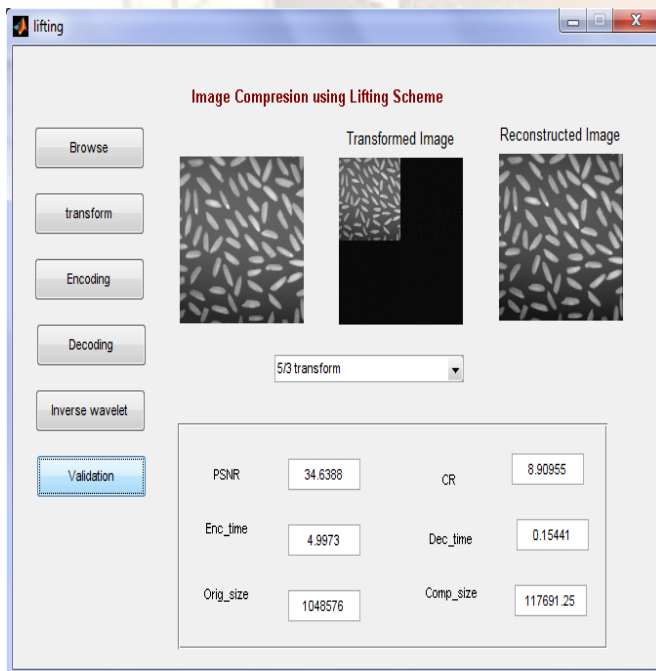 lifting
Image Compresion using Lifting Scheme
Browse
transform
Encoding
Decoding
Inverse wavelet
Validation
Transformed Image
Reconstructed Image
5/3 transform
PSNR 34.6388
CR 8.90955
Enc_time 4.9973
Dec_time 0.15441
Orig_size 1048576
Comp_size 117691.25